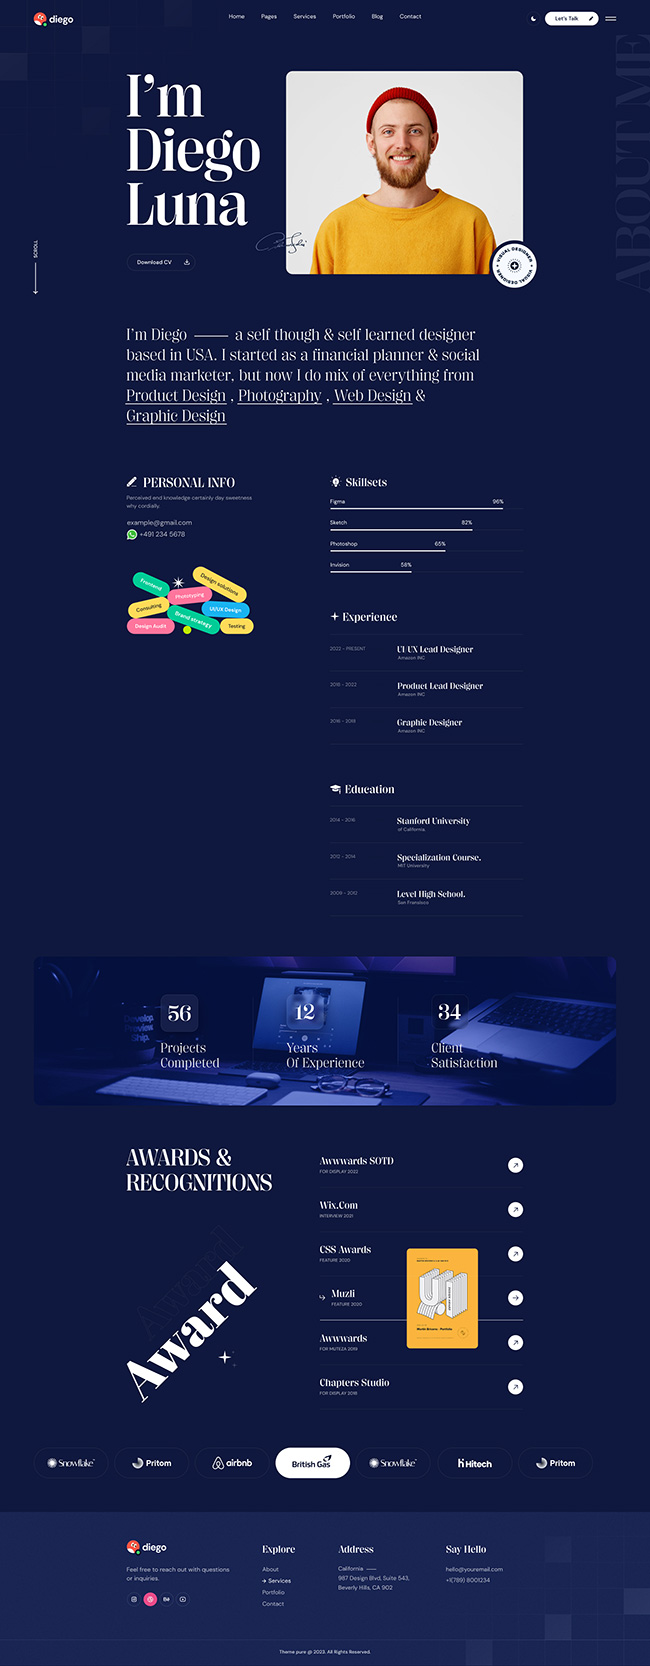 diego
Home
Pages
Services
Portfolio
Blog
Contact
Let's Talk
ABOUT ME
I'm
Diego
Luna
SCROLL
Download CV
VISUAL DESIGNER • VISUAL DESIGNER •
I'm Diego —— a self though & self learned designer
based in USA. I started as a financial planner & social
media marketer, but now I do mix of everything from
Product Design , Photography , Web Design &
Graphic Design
PERSONAL INFO
Perceived end knowledge certainly day sweetness
why cordially.
example@gmail.com
+491 234 5678
Frontend
Design solutions
Prototyping
Consulting
UI/UX Design
Brand strategy
Design Audit
Testing
Skillsets
Figma 96%
Sketch 82%
Photoshop 65%
Invision 58%
Experience
2022 - PRESENT
UI UX Lead Designer
Amazon INC
2018 - 2022
Product Lead Designer
Amazon INC
2016 - 2018
Graphic Designer
Amazon INC
Education
2014 - 2016
Stanford University
of California.
2012 - 2014
Specialization Course.
MIT University
2009 - 2012
Level High School.
San Fransisco
Develop
Preview
Ship.
56
Projects
Completed
12
Years
Of Experience
34
Client
Satisfaction
AWARDS &
RECOGNITIONS
Award
Award
Awwwards SOTD
FOR DISPLAY 2022
Wix.Com
INTERVIEW 2021
CSS Awards
FEATURE 2020
Muzli
FEATURE 2020
Awwwards
FOR MUTEZA 2019
Chapters Studio
FOR DISPLAY 2018
Snowflake
Pritom
airbnb
British Gas
Snowflake
Hitech
Pritom
diego
Feel free to reach out with questions
or inquiries.
Explore
About
Services
Portfolio
Contact
Address
California ——
987 Design Blvd, Suite 543,
Beverly Hills, CA 902
Say Hello
hello@youremail.com
+1(789) 8001234
Theme pure @ 2023. All Rights Reserved.